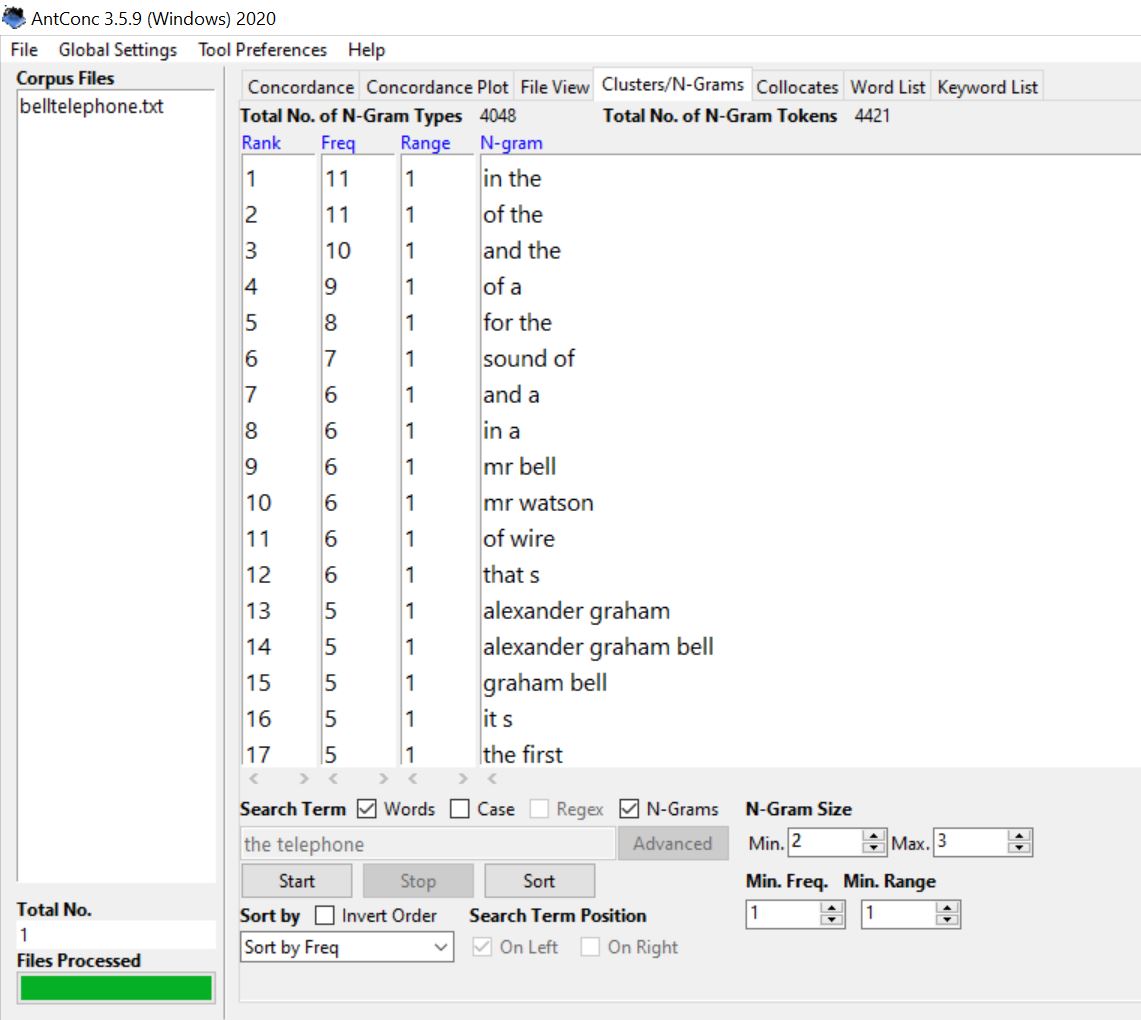 AntConc 3.5.9 (Windows) 2020
File Global Settings Tool Preferences Help
Corpus Files
belltelephone.txt
Concordance Concordance Plot File View Clusters/N-Grams Collocates Word List Keyword List
Total No. of N-Gram Types 4048 Total No. of N-Gram Tokens 4421
Rank Freq Range N-gram
1 11 1 in the
2 11 1 of the
3 10 1 and the
4 9 1 of a
5 8 1 for the
6 7 1 sound of
7 6 1 and a
8 6 1 in a
9 6 1 mr bell
10 6 1 mr watson
11 6 1 of wire
12 6 1 that s
13 5 1 alexander graham
14 5 1 alexander graham bell
15 5 1 graham bell
16 5 1 it s
17 5 1 the first
Search Term Words Case Regex N-Grams N-Gram Size
the telephone Advanced Min. 2 Max. 3
Start Stop Sort Min. Freq. Min. Range
Sort by Invert Order Search Term Position 1 1
Sort by Freq On Left On Right
Total No.
1
Files Processed